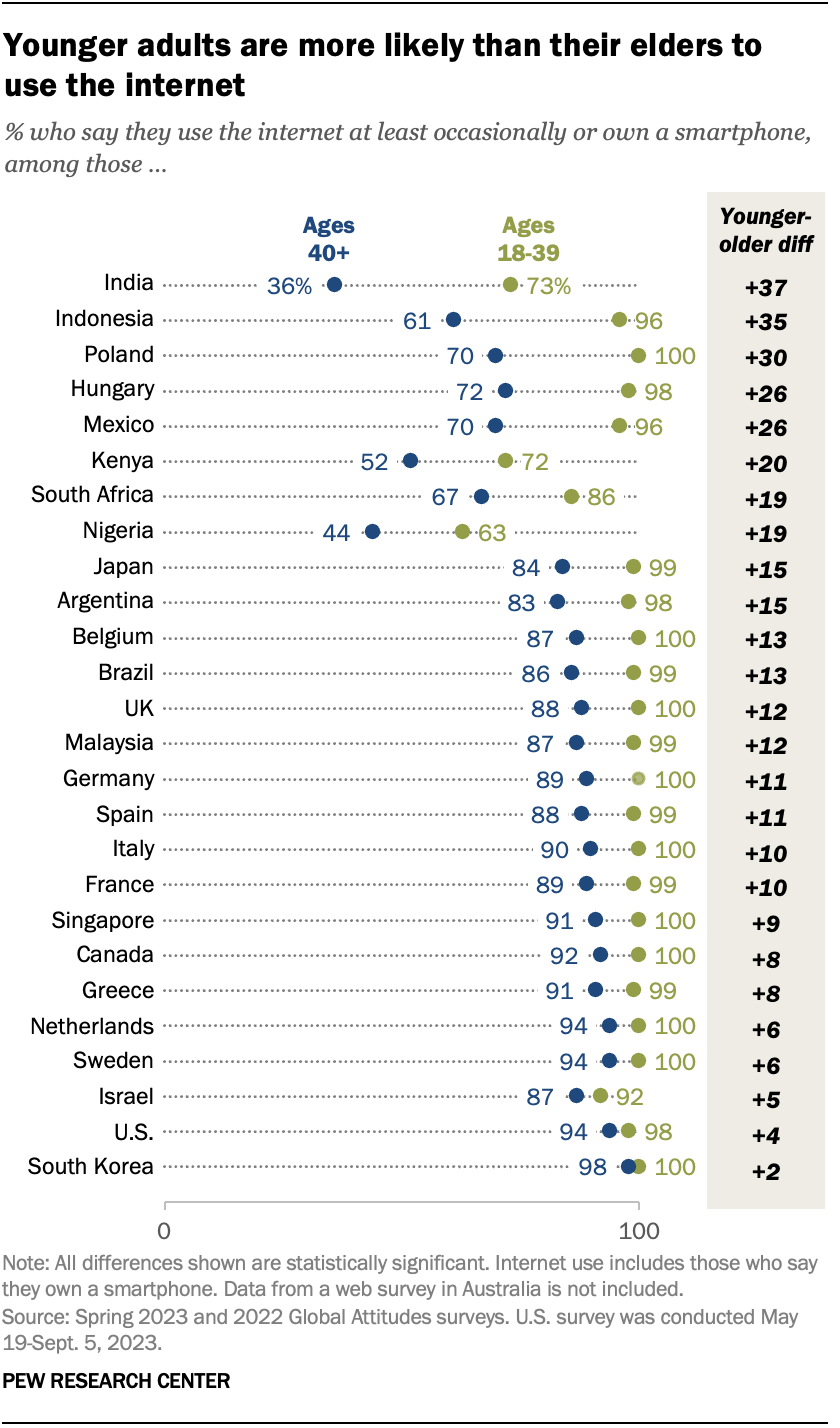 Younger adults are more likely than their elders to
use the internet
% who say they use the internet at least occasionally or own a smartphone,
among those ...
Ages 40+ Ages 18-39 Younger-older diff
India 36% 73% +37
Indonesia 61 96 +35
Poland 70 100 +30
Hungary 72 98 +26
Mexico 70 96 +26
Kenya 52 72 +20
South Africa 67 86 +19
Nigeria 44 63 +19
Japan 84 99 +15
Argentina 83 98 +15
Belgium 87 100 +13
Brazil 86 99 +13
UK 88 100 +12
Malaysia 87 99 +12
Germany 89 100 +11
Spain 88 99 +11
Italy 90 100 +10
France 89 99 +10
Singapore 91 100 +9
Canada 92 100 +8
Greece 91 99 +8
Netherlands 94 100 +6
Sweden 94 100 +6
Israel 87 92 +5
U.S. 94 98 +4
South Korea 98 100 +2
0 100
Note: All differences shown are statistically significant. Internet use includes those who say
they own a smartphone. Data from a web survey in Australia is not included.
Source: Spring 2023 and 2022 Global Attitudes surveys. U.S. survey was conducted May
19-Sept. 5, 2023.
PEW RESEARCH CENTER